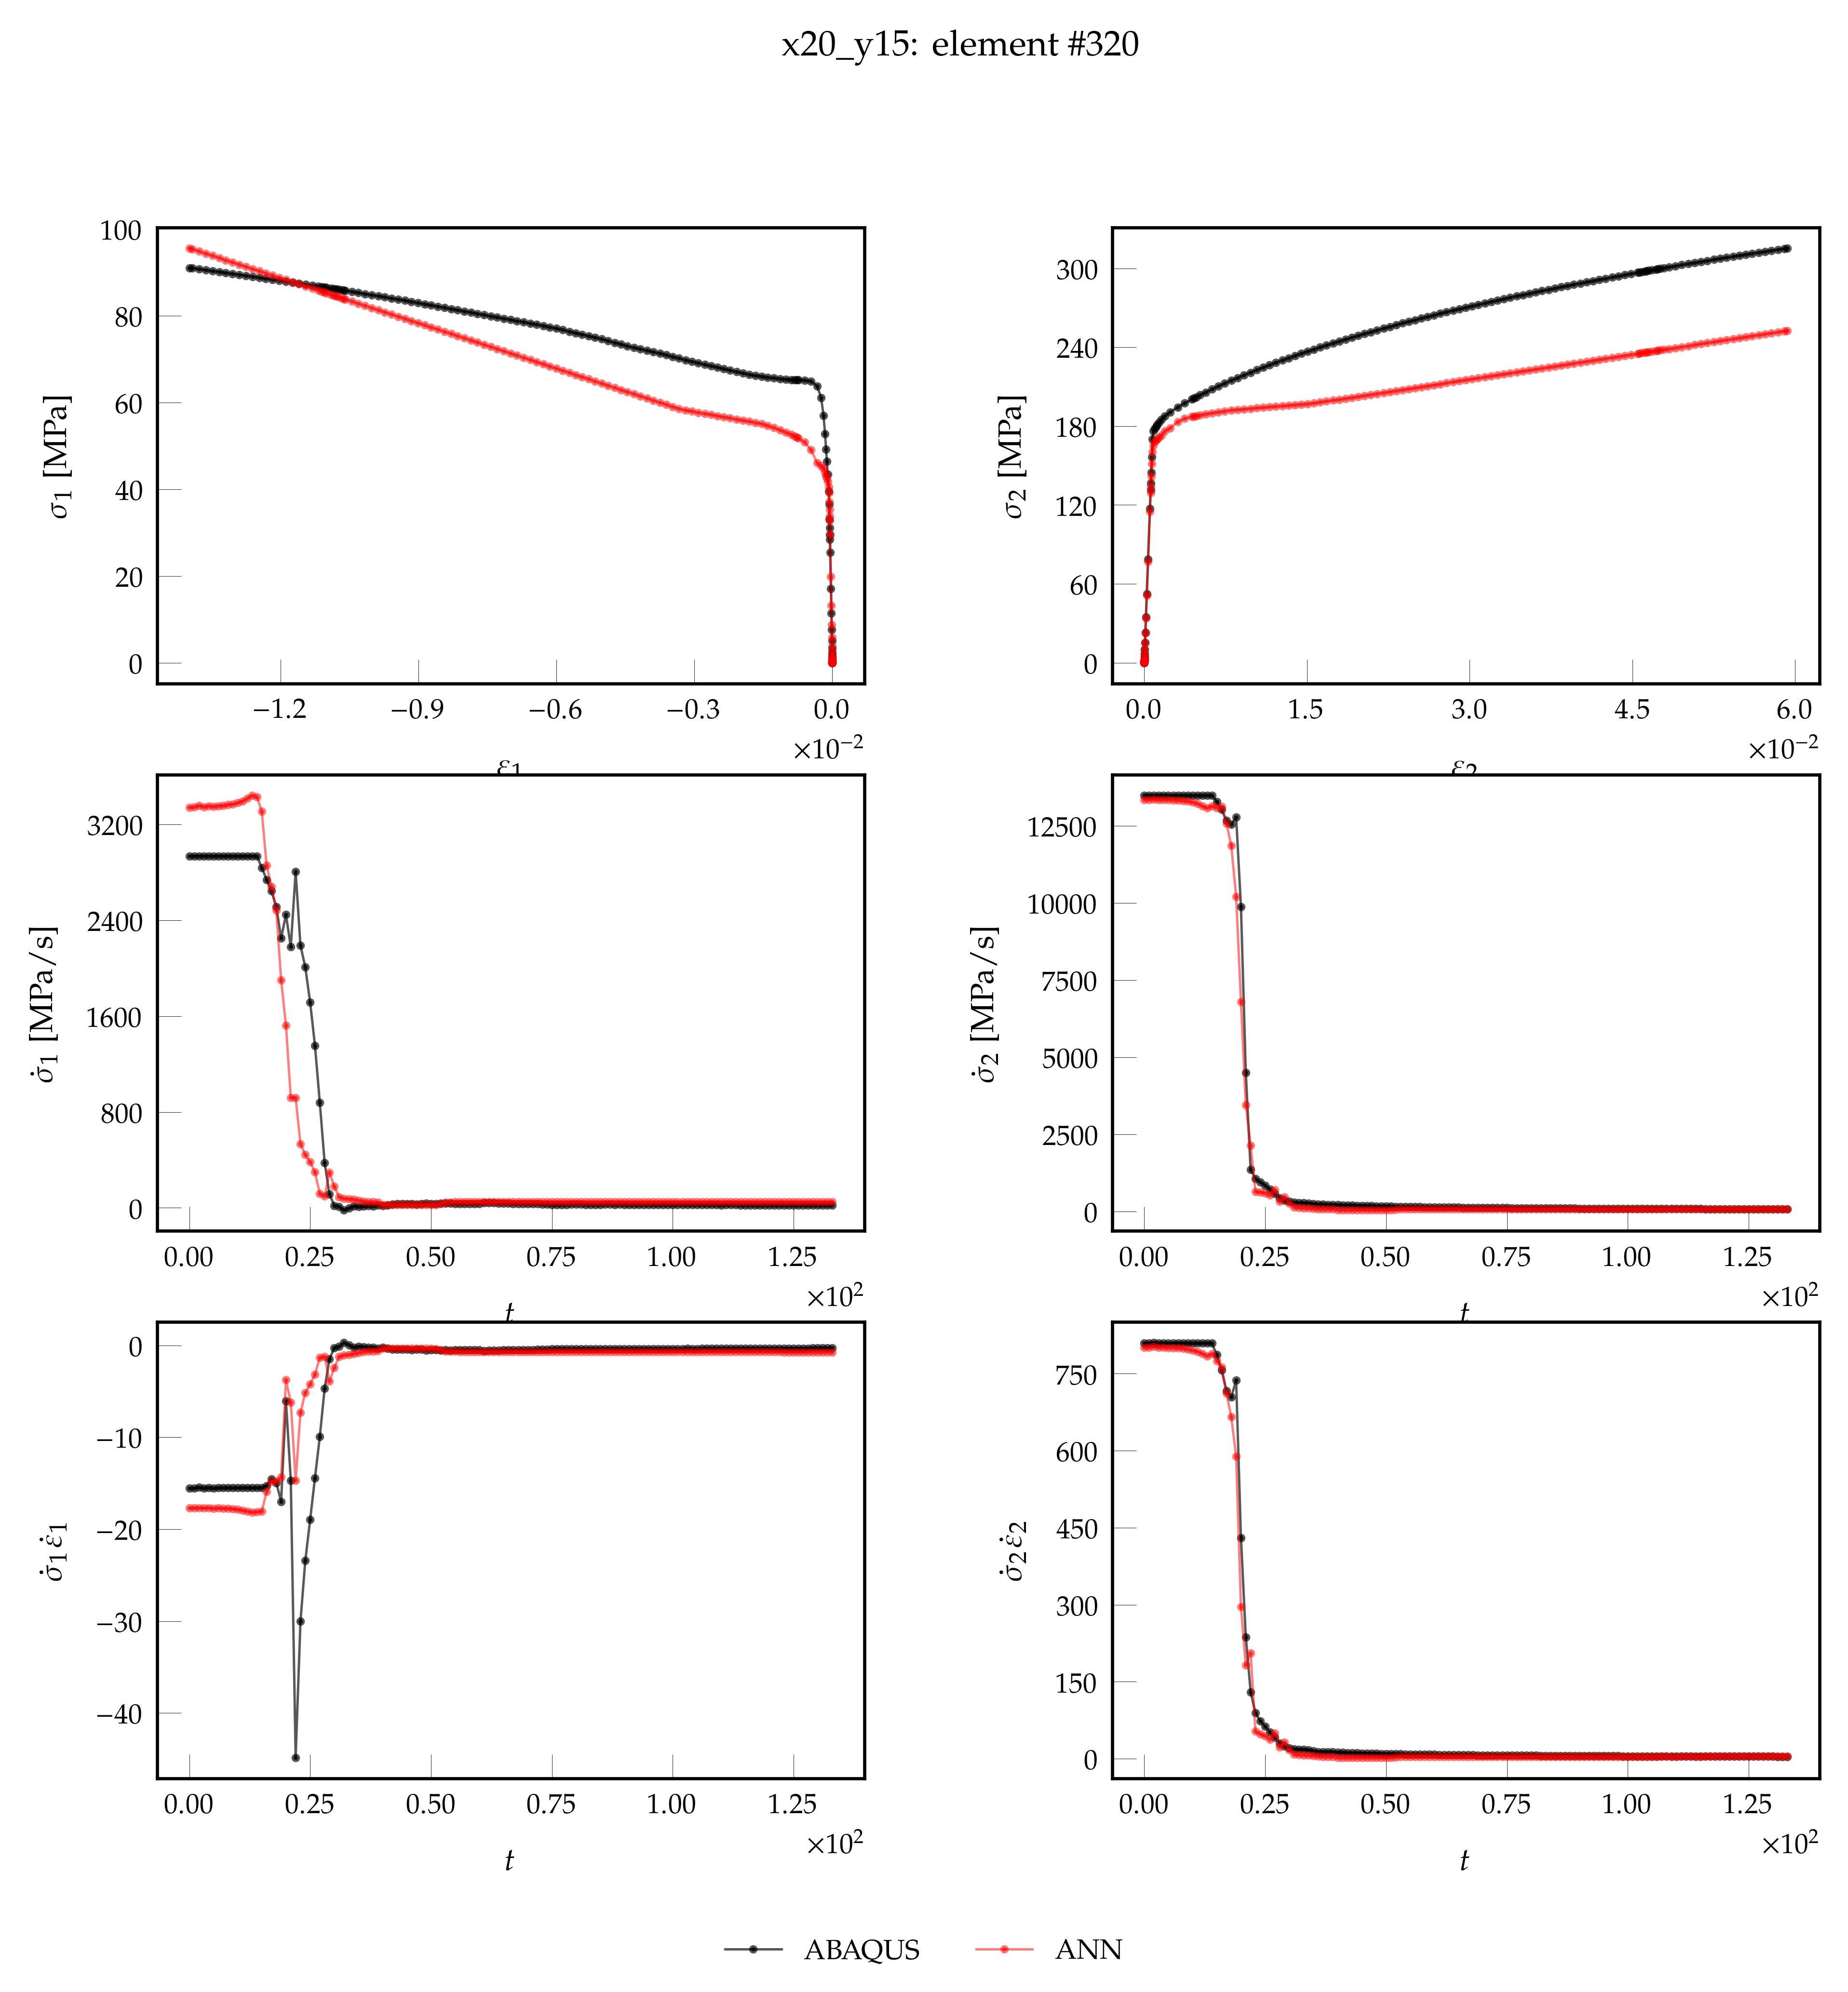 x20_y15: element #320
100
80
60
40
20
0
σ₁ [MPa]
−1.2 −0.9 −0.6 −0.3 0.0
×10⁻²
ε₁
300
240
180
120
60
0
σ₂ [MPa]
0.0 1.5 3.0 4.5 6.0
×10⁻²
ε₂
3200
2400
1600
800
0
σ̇₁ [MPa/s]
0.00 0.25 0.50 0.75 1.00 1.25
×10²
t
12500
10000
7500
5000
2500
0
σ̇₂ [MPa/s]
0.00 0.25 0.50 0.75 1.00 1.25
×10²
t
0
−10
−20
−30
−40
σ̇₁ε̇₁
0.00 0.25 0.50 0.75 1.00 1.25
×10²
t
750
600
450
300
150
0
σ̇₂ε̇₂
0.00 0.25 0.50 0.75 1.00 1.25
×10²
t
ABAQUS ANN